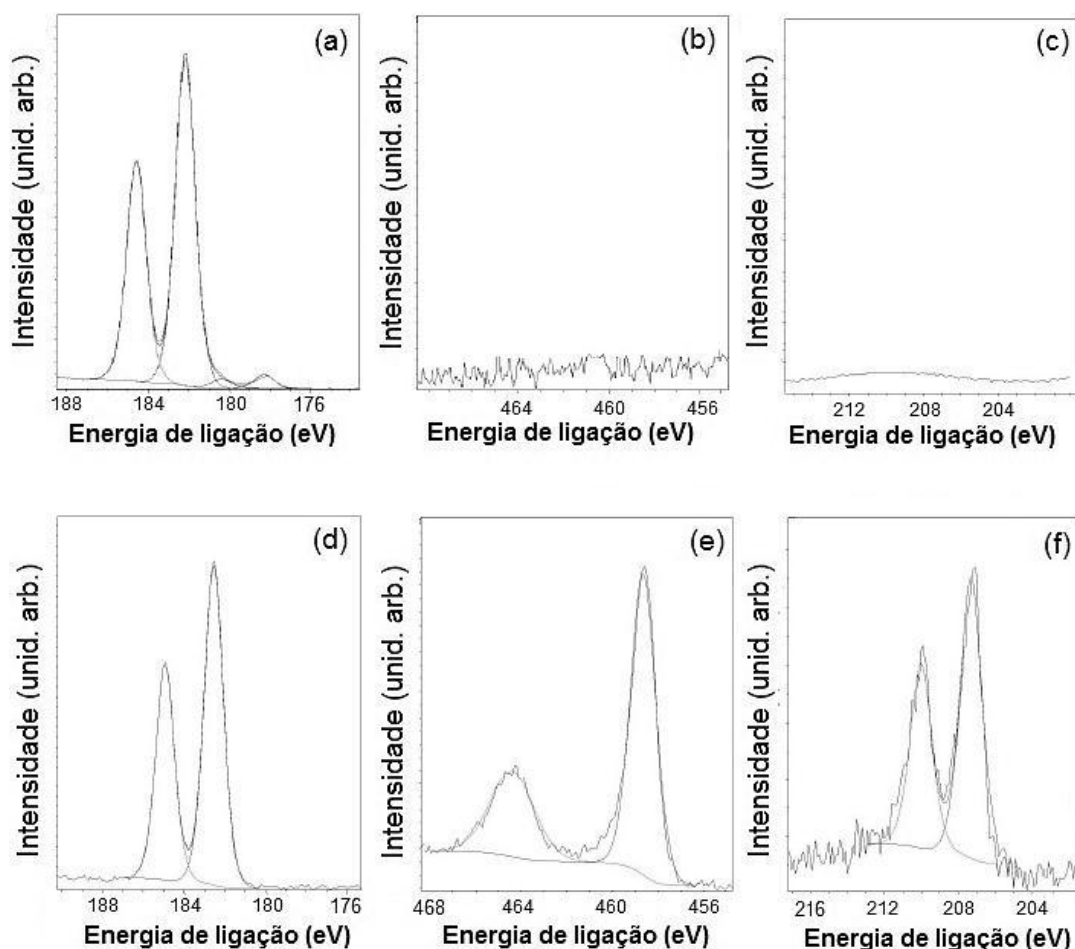 (a)
Intensidade (unid. arb.)
188 184 180 176
Energia de ligação (eV)
(b)
Intensidade (unid. arb.)
464 460 456
Energia de ligação (eV)
(c)
Intensidade (unid. arb.)
212 208 204
Energia de ligação (eV)
(d)
Intensidade (unid. arb.)
188 184 180 176
Energia de ligação (eV)
(e)
Intensidade (unid. arb.)
468 464 460 456
Energia de ligação (eV)
(f)
Intensidade (unid. arb.)
216 212 208 204
Energia de ligação (eV)